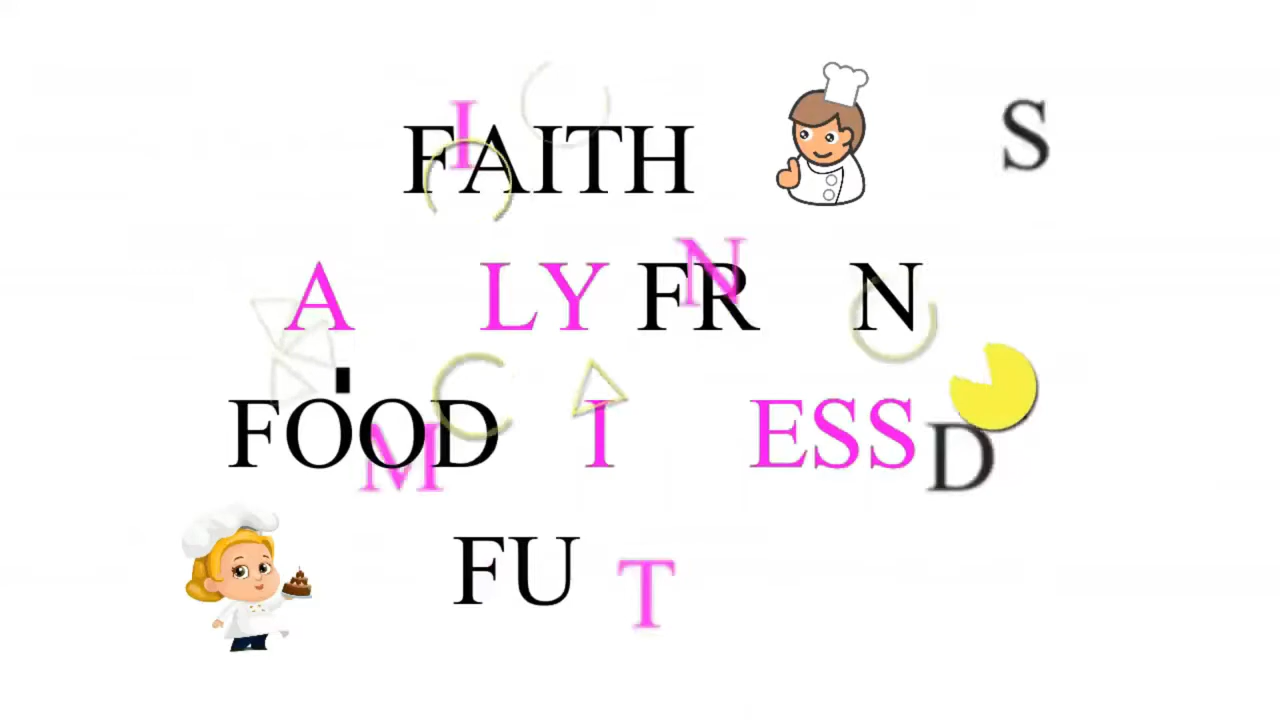 I S
FAITH
N
A LY FR N
FOOD I ESS
M D
FU T